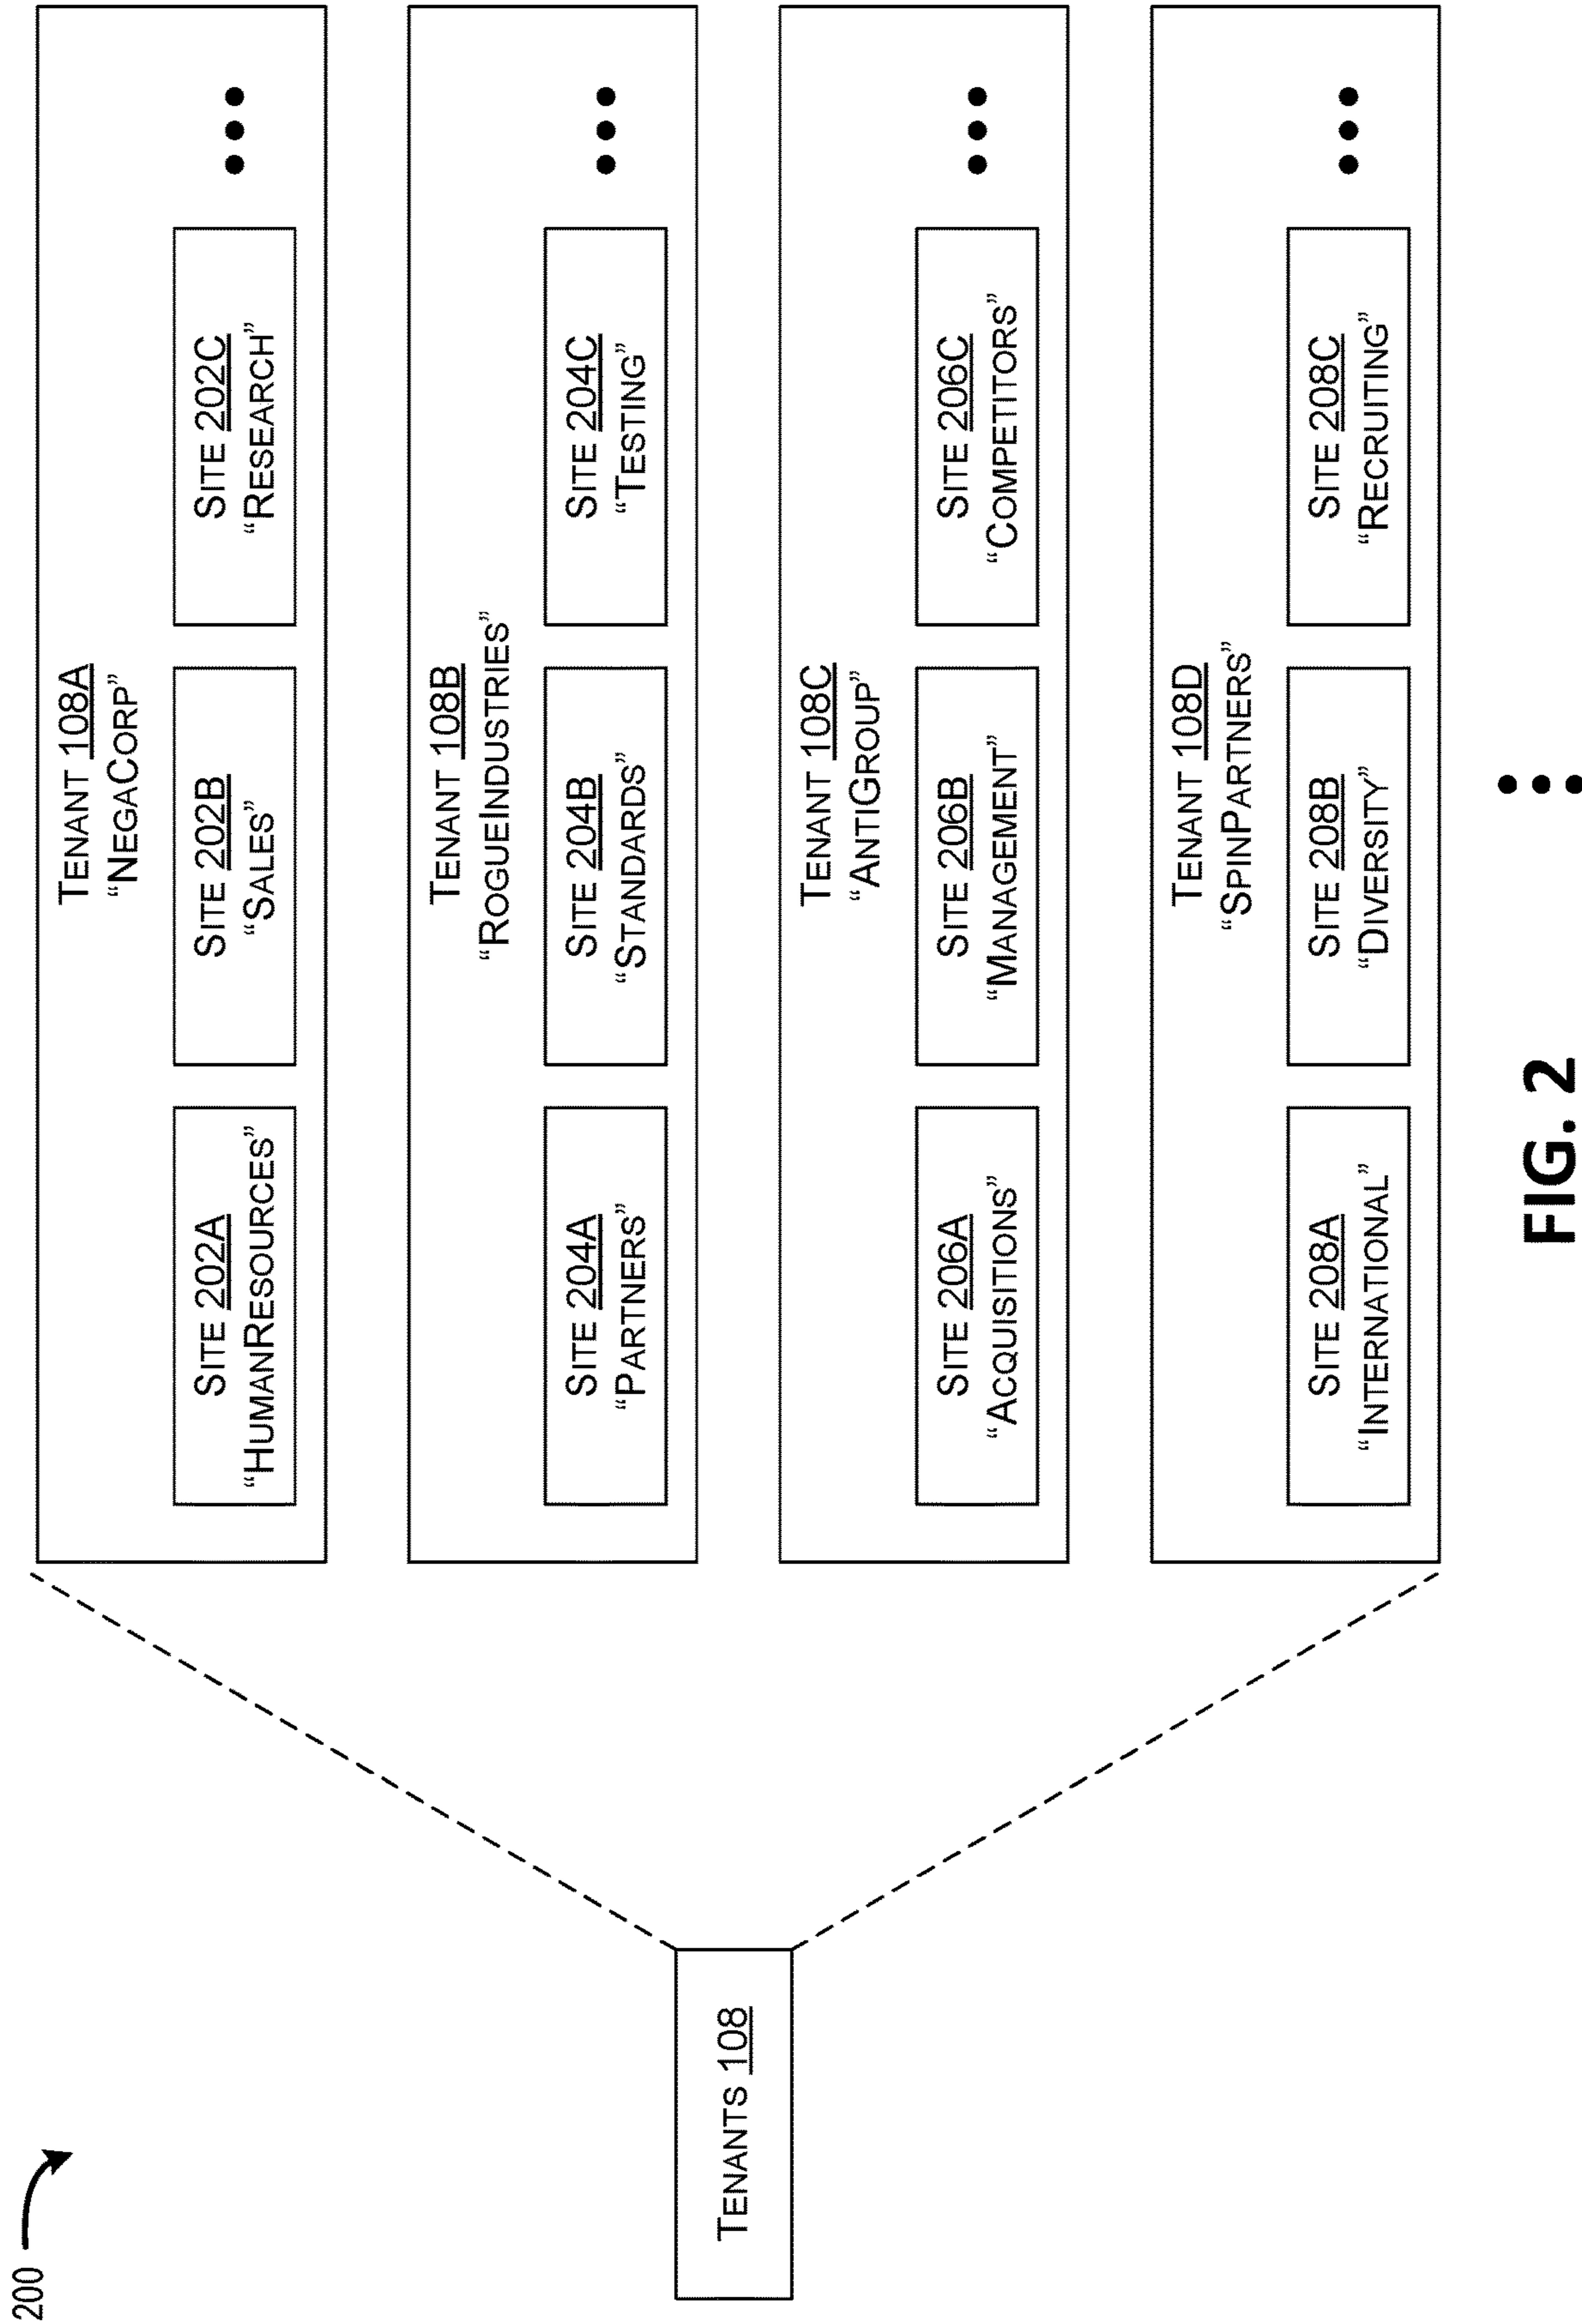 200
TENANTS 108
TENANT 108A
“NEGACORP”
SITE 202A
“HUMANRESOURCES”
SITE 202B
“SALES”
SITE 202C
“RESEARCH”
TENANT 108B
“ROGUEINDUSTRIES”
SITE 204A
“PARTNERS”
SITE 204B
“STANDARDS”
SITE 204C
“TESTING”
TENANT 108C
“ANTIGROUP”
SITE 206A
“ACQUISITIONS”
SITE 206B
“MANAGEMENT”
SITE 206C
“COMPETITORS”
TENANT 108D
“SPINPARTNERS”
SITE 208A
“INTERNATIONAL”
SITE 208B
“DIVERSITY”
SITE 208C
“RECRUITING”
FIG. 2